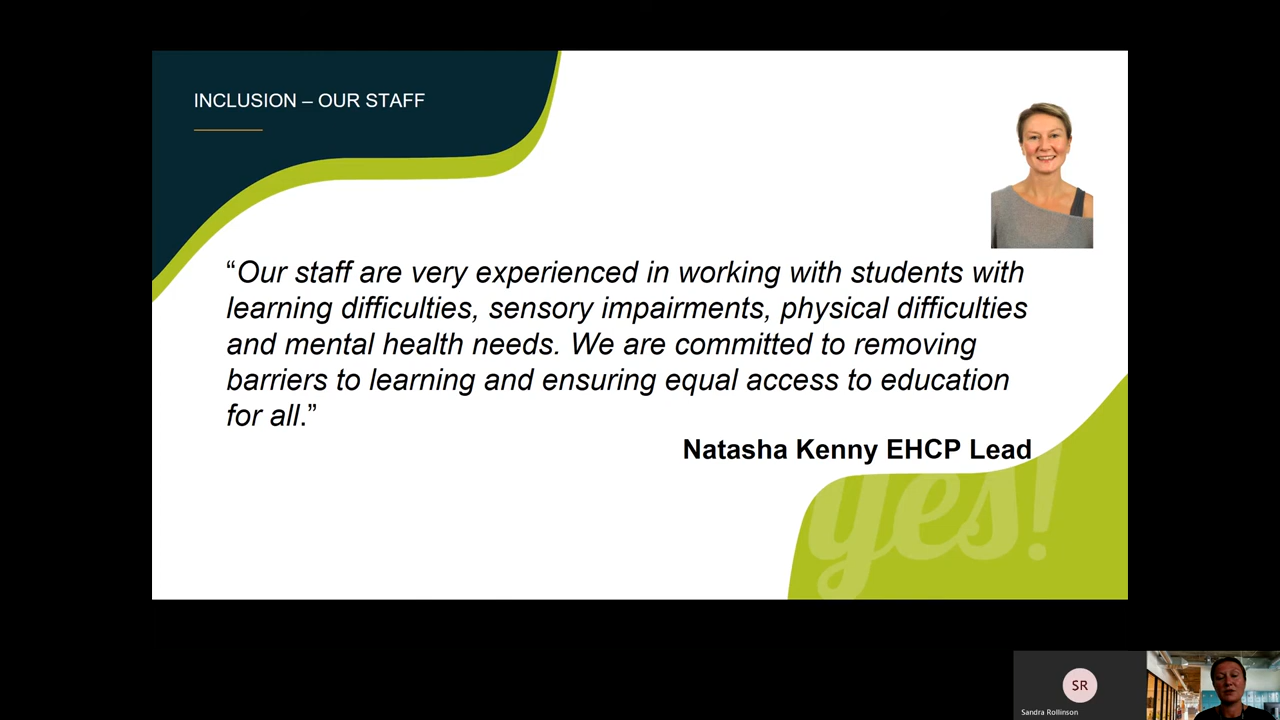 INCLUSION – OUR STAFF
“Our staff are very experienced in working with students with
learning difficulties, sensory impairments, physical difficulties
and mental health needs. We are committed to removing
barriers to learning and ensuring equal access to education
for all.”
Natasha Kenny EHCP Lead
yes!
SR
Sandra Rollinson